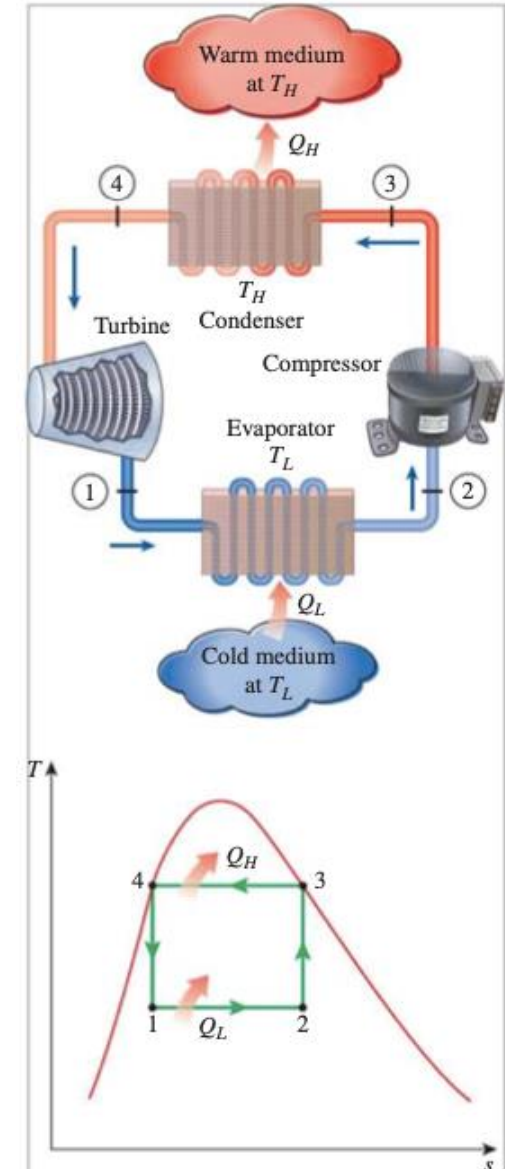 Warm medium
at T_H
Q_H
4
3
T_H
Condenser
Turbine
Compressor
Evaporator
T_L
1
2
Q_L
Cold medium
at T_L
T
Q_H
4
3
1
Q_L
2
s